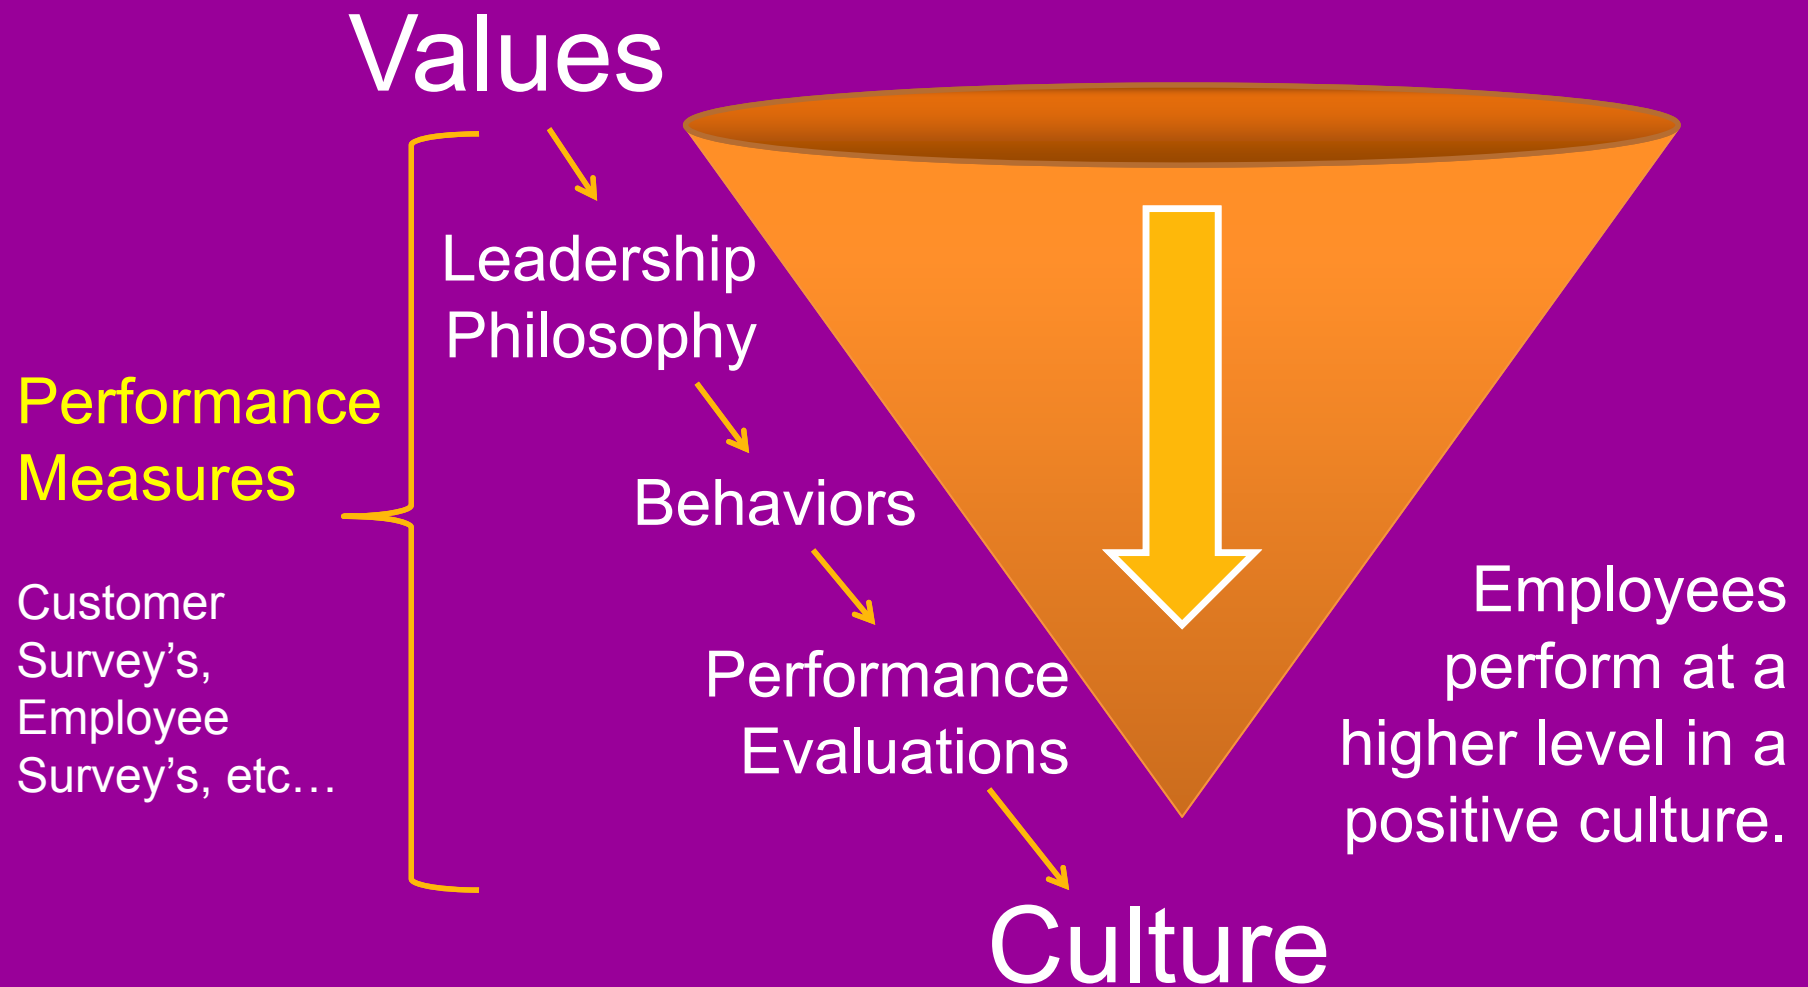 Values
Leadership
Philosophy
Performance
Measures
Behaviors
Customer
Survey’s,
Employee
Survey’s, etc…
Performance
Evaluations
Employees
perform at a
higher level in a
positive culture.
Culture